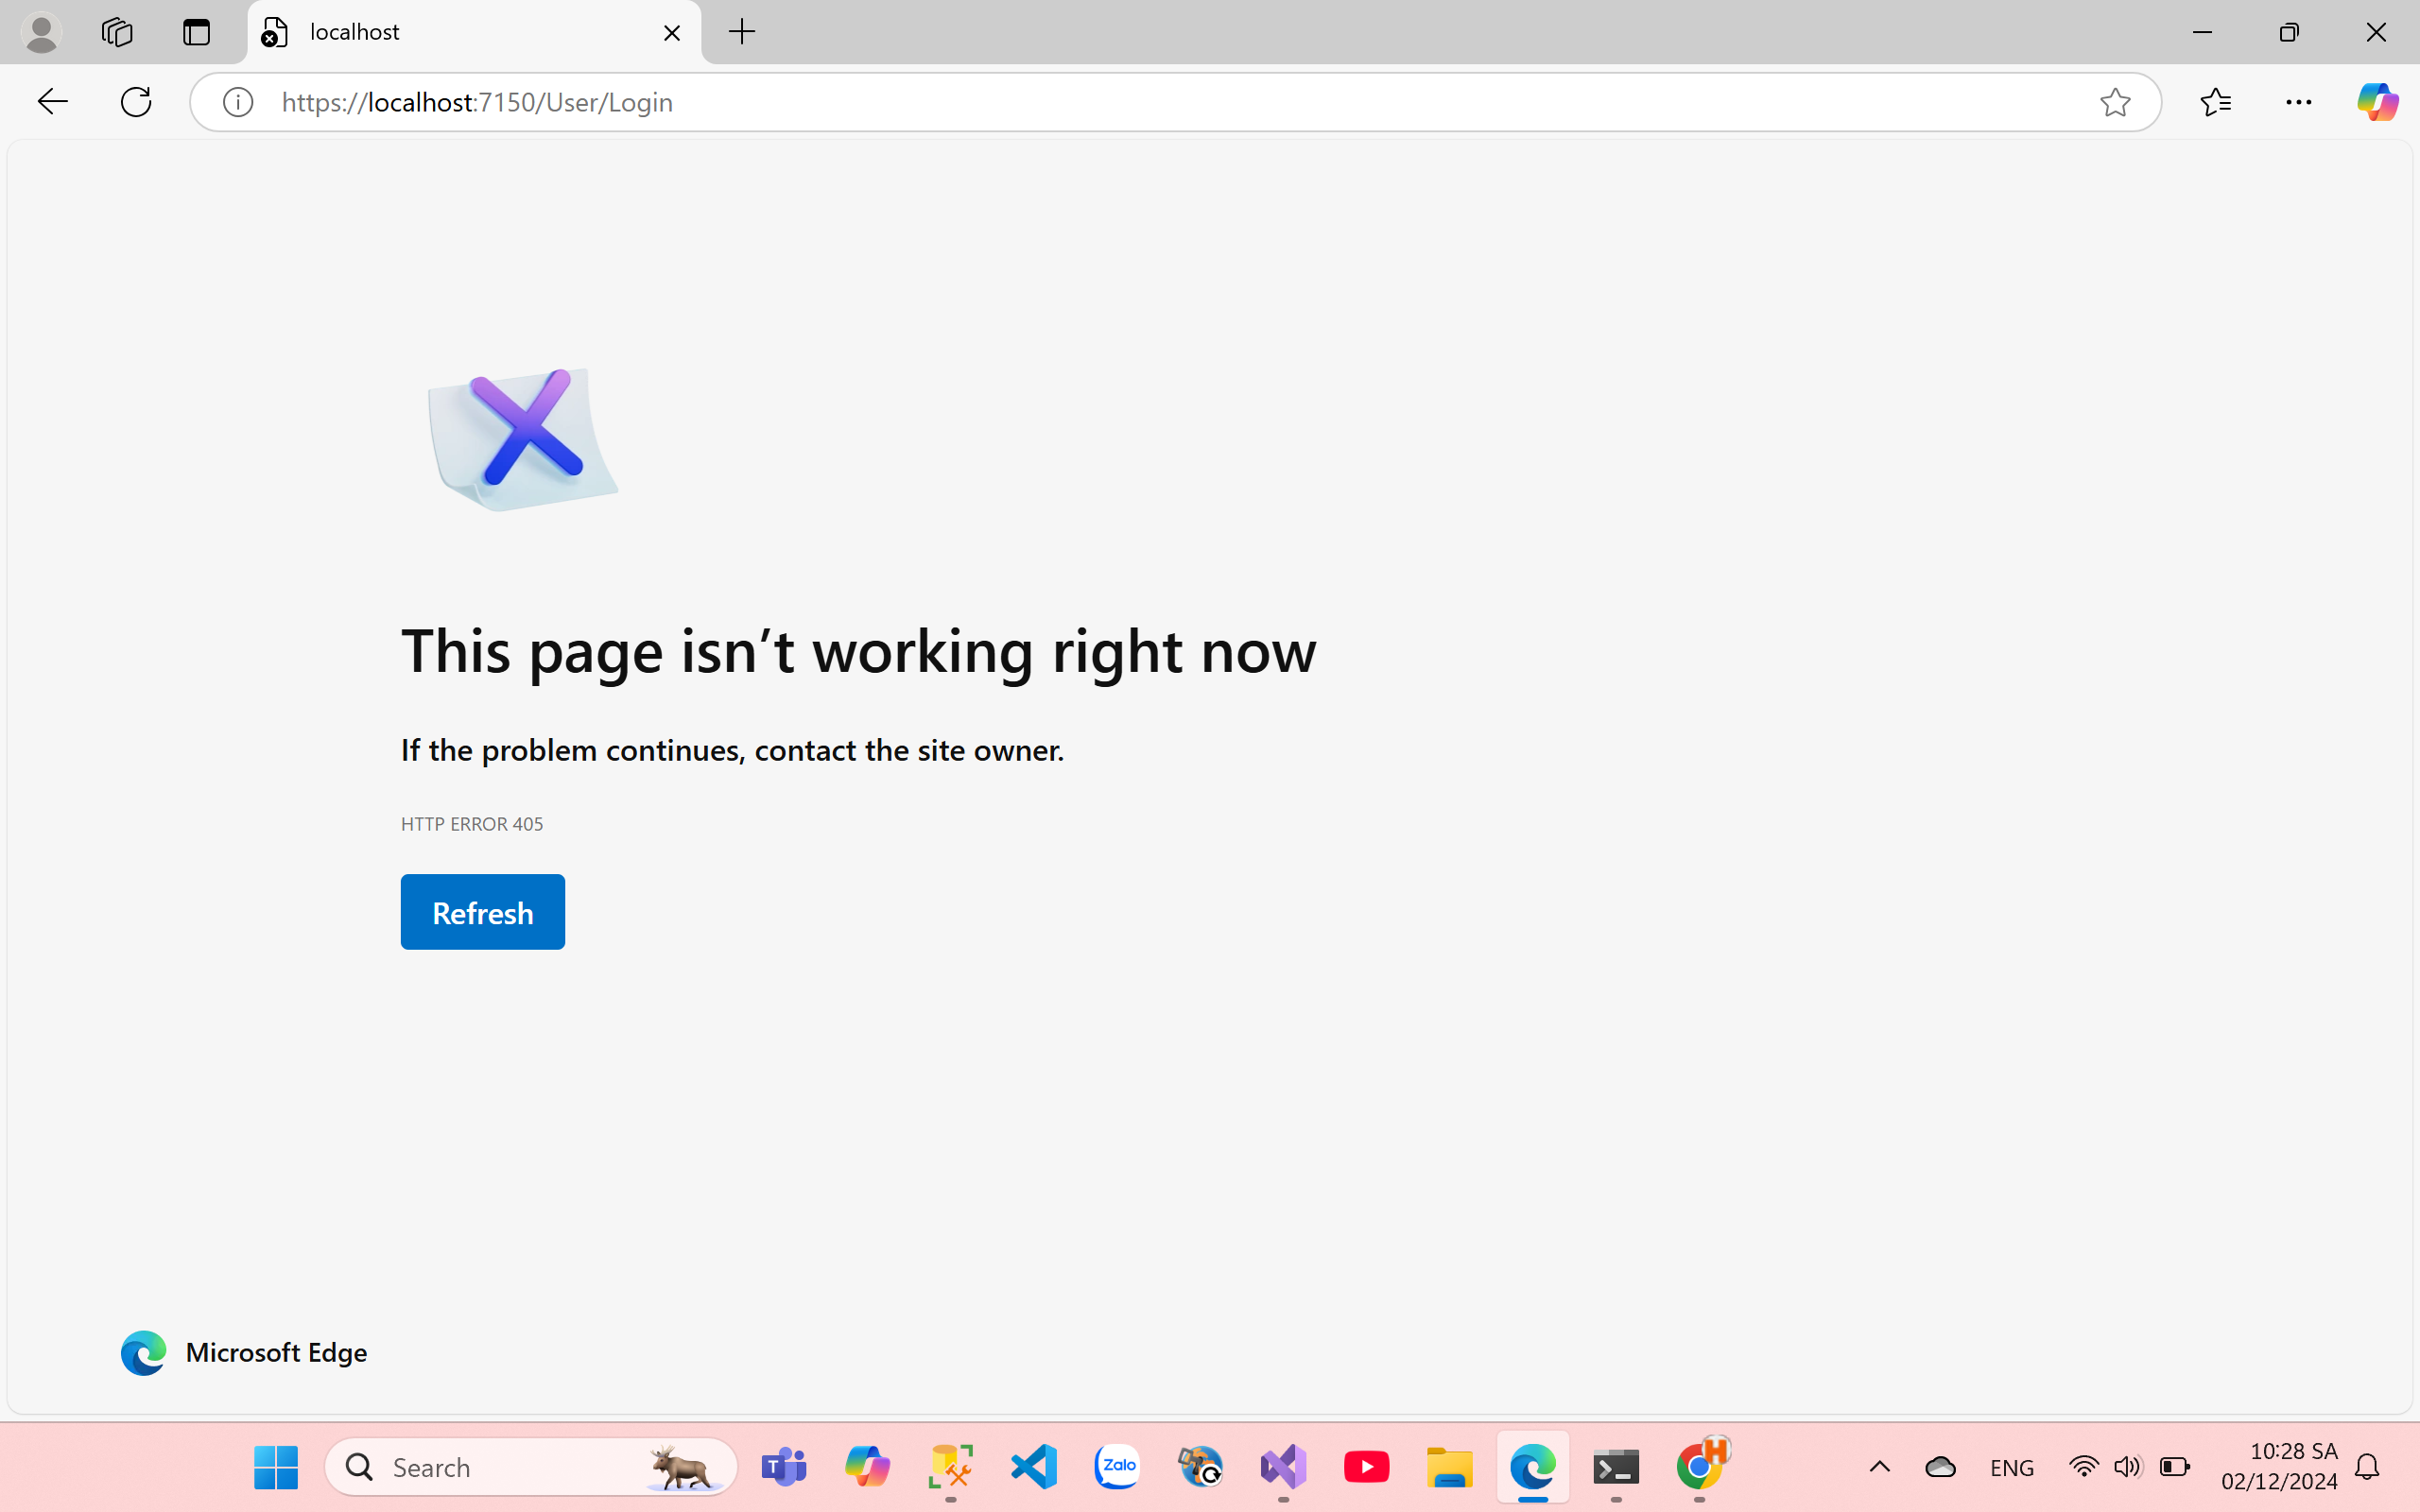 localhost
https://localhost:7150/User/Login
This page isn’t working right now
If the problem continues, contact the site owner.
HTTP ERROR 405
Refresh
Microsoft Edge
Search
T
Zalo
H
ENG
10:28 SA
02/12/2024